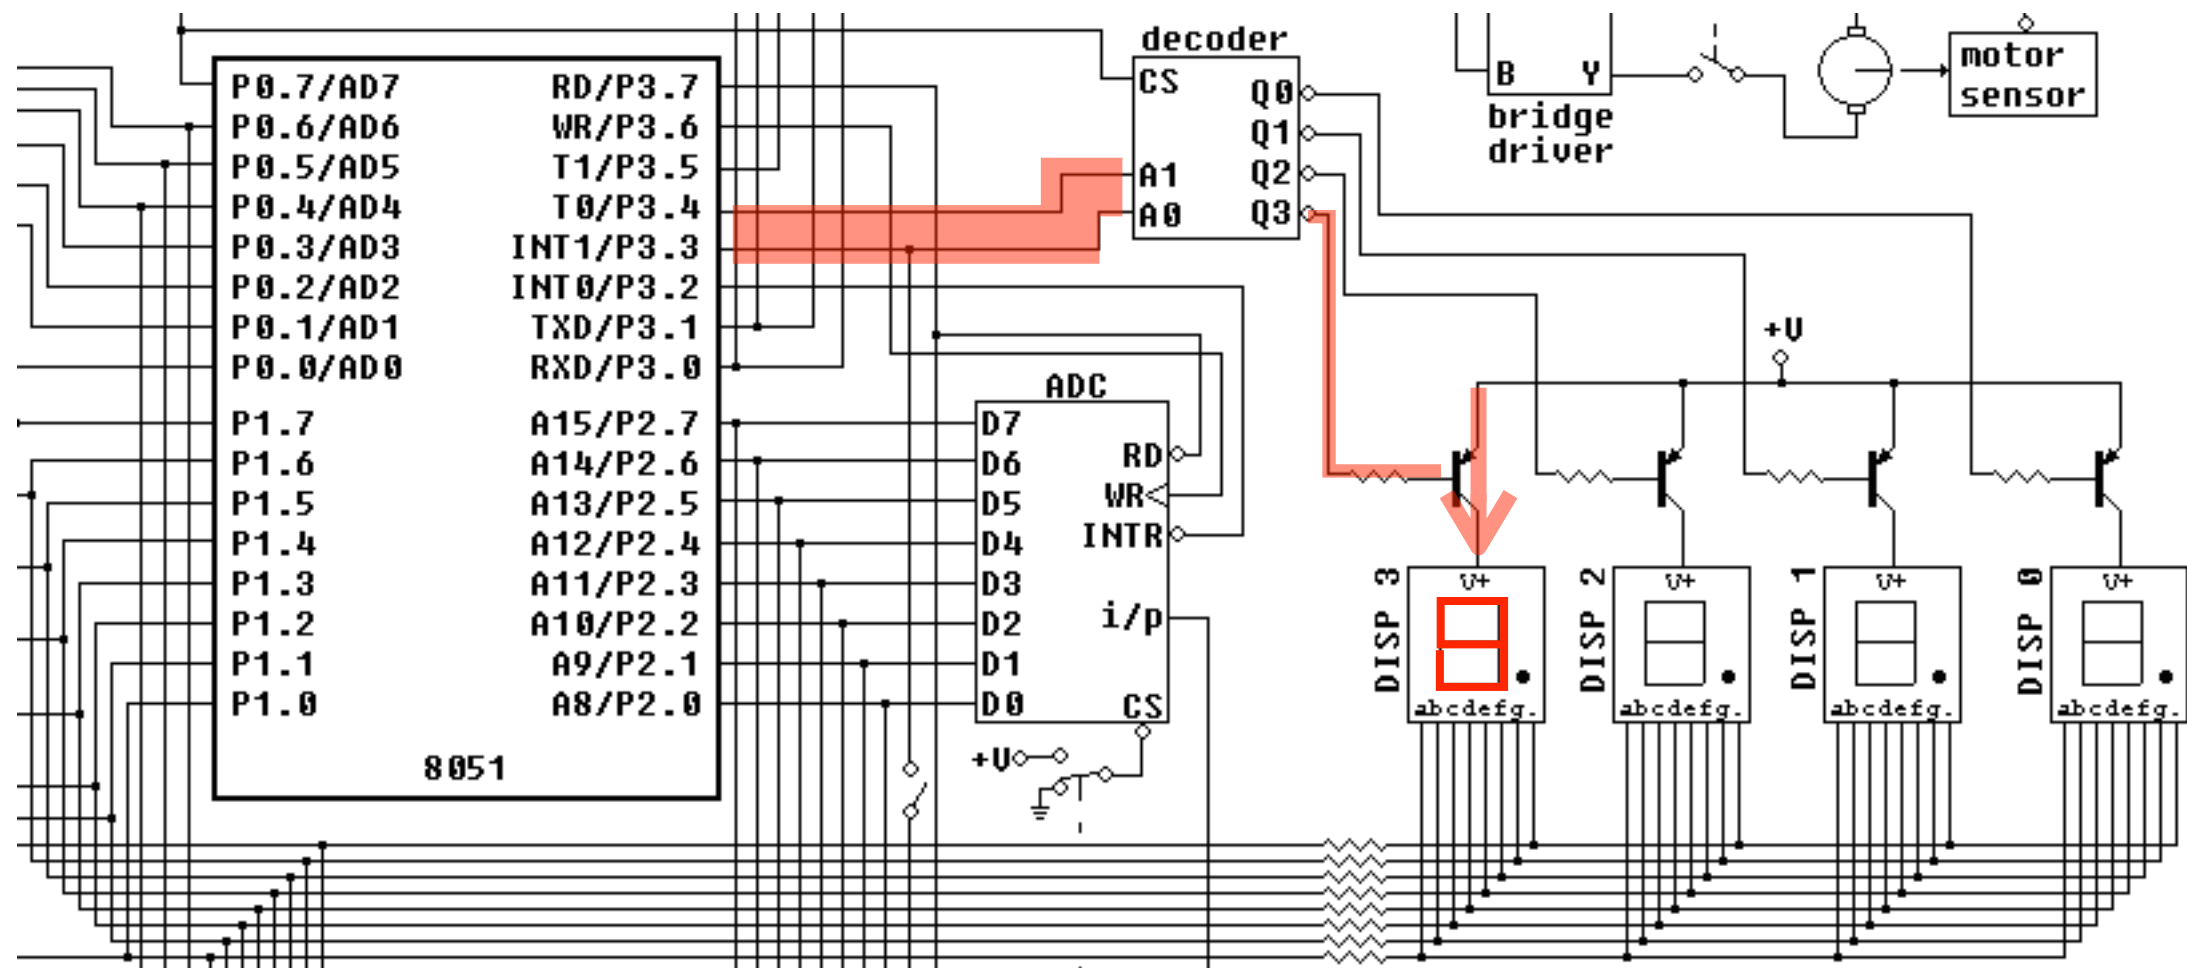 decoder
CS
A1
A0
Q0
Q1
Q2
Q3
B Y
bridge
driver
motor
sensor
P0.7/AD7 RD/P3.7
P0.6/AD6 WR/P3.6
P0.5/AD5 T1/P3.5
P0.4/AD4 T0/P3.4
P0.3/AD3 INT1/P3.3
P0.2/AD2 INT0/P3.2
P0.1/AD1 TXD/P3.1
P0.0/AD0 RXD/P3.0
P1.7 A15/P2.7
P1.6 A14/P2.6
P1.5 A13/P2.5
P1.4 A12/P2.4
P1.3 A11/P2.3
P1.2 A10/P2.2
P1.1 A9/P2.1
P1.0 A8/P2.0
8051
ADC
D7
D6
D5
D4
D3
D2
D1
D0
RD
WR
INTR
i/p
CS
+V
+V
DISP 3
V+
abcdefg.
DISP 2
V+
abcdefg.
DISP 1
V+
abcdefg.
DISP 0
V+
abcdefg.